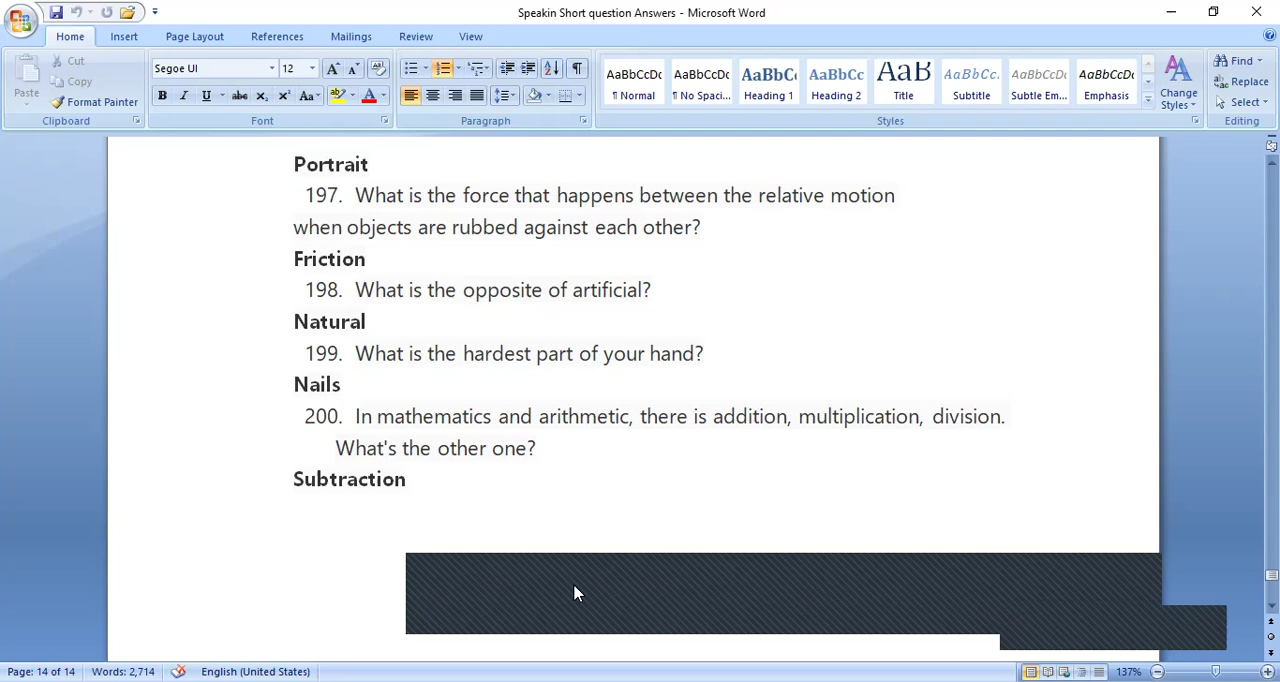 Speakin Short question Answers - Microsoft Word
Home Insert Page Layout References Mailings Review View
Paste
Cut
Copy
Format Painter
Clipboard
Segoe UI 12
B I U abc x₂ x² Aa
Font
Paragraph
AaBbCcDc AaBbCcDc AaBbC AaBbCc AaB AaBbCc. AaBbCcDc AaBbCcDc
¶ Normal ¶ No Spaci... Heading 1 Heading 2 Title Subtitle Subtle Em... Emphasis
Change Styles
Styles
Find
Replace
Select
Editing
Portrait
197. What is the force that happens between the relative motion
when objects are rubbed against each other?
Friction
198. What is the opposite of artificial?
Natural
199. What is the hardest part of your hand?
Nails
200. In mathematics and arithmetic, there is addition, multiplication, division.
What's the other one?
Subtraction
Page: 14 of 14 Words: 2,714 English (United States) 137%